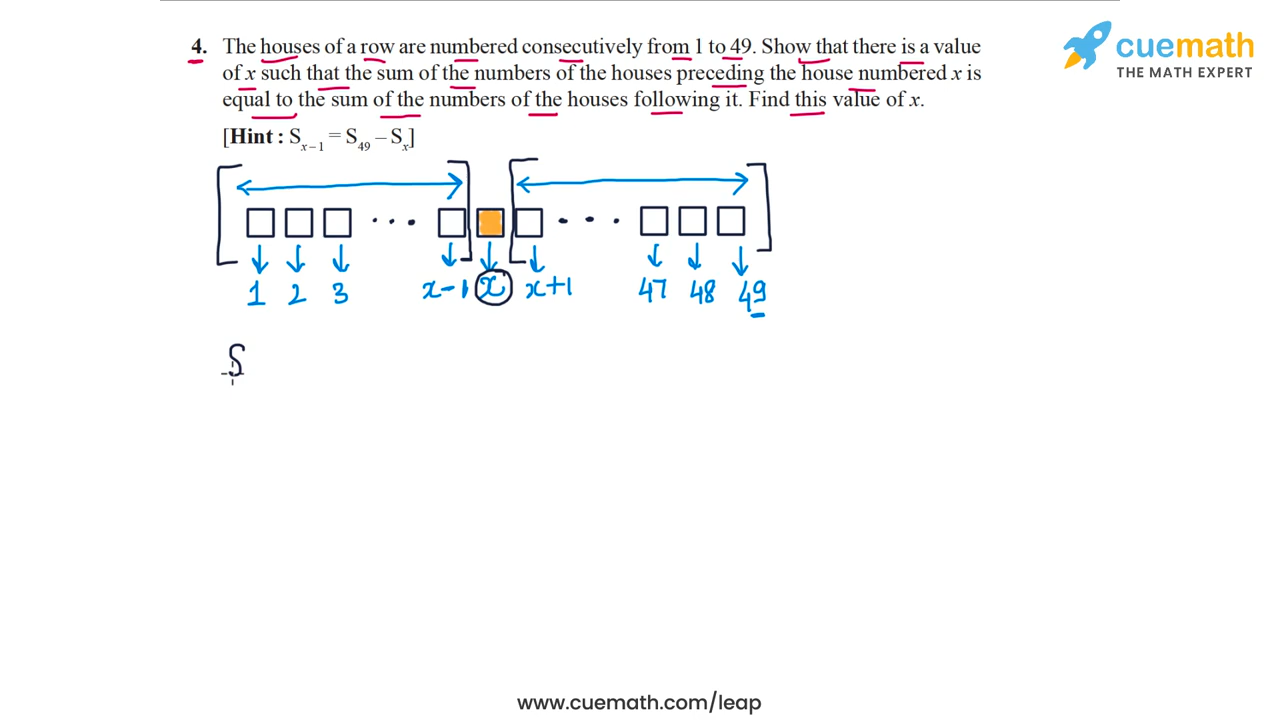 4. The houses of a row are numbered consecutively from 1 to 49. Show that there is a value
of x such that the sum of the numbers of the houses preceding the house numbered x is
equal to the sum of the numbers of the houses following it. Find this value of x.
[Hint : Sx–1 = S49 – Sx]
cuemath
THE MATH EXPERT
1 2 3 x-1 x x+1 47 48 49
S
www.cuemath.com/leap